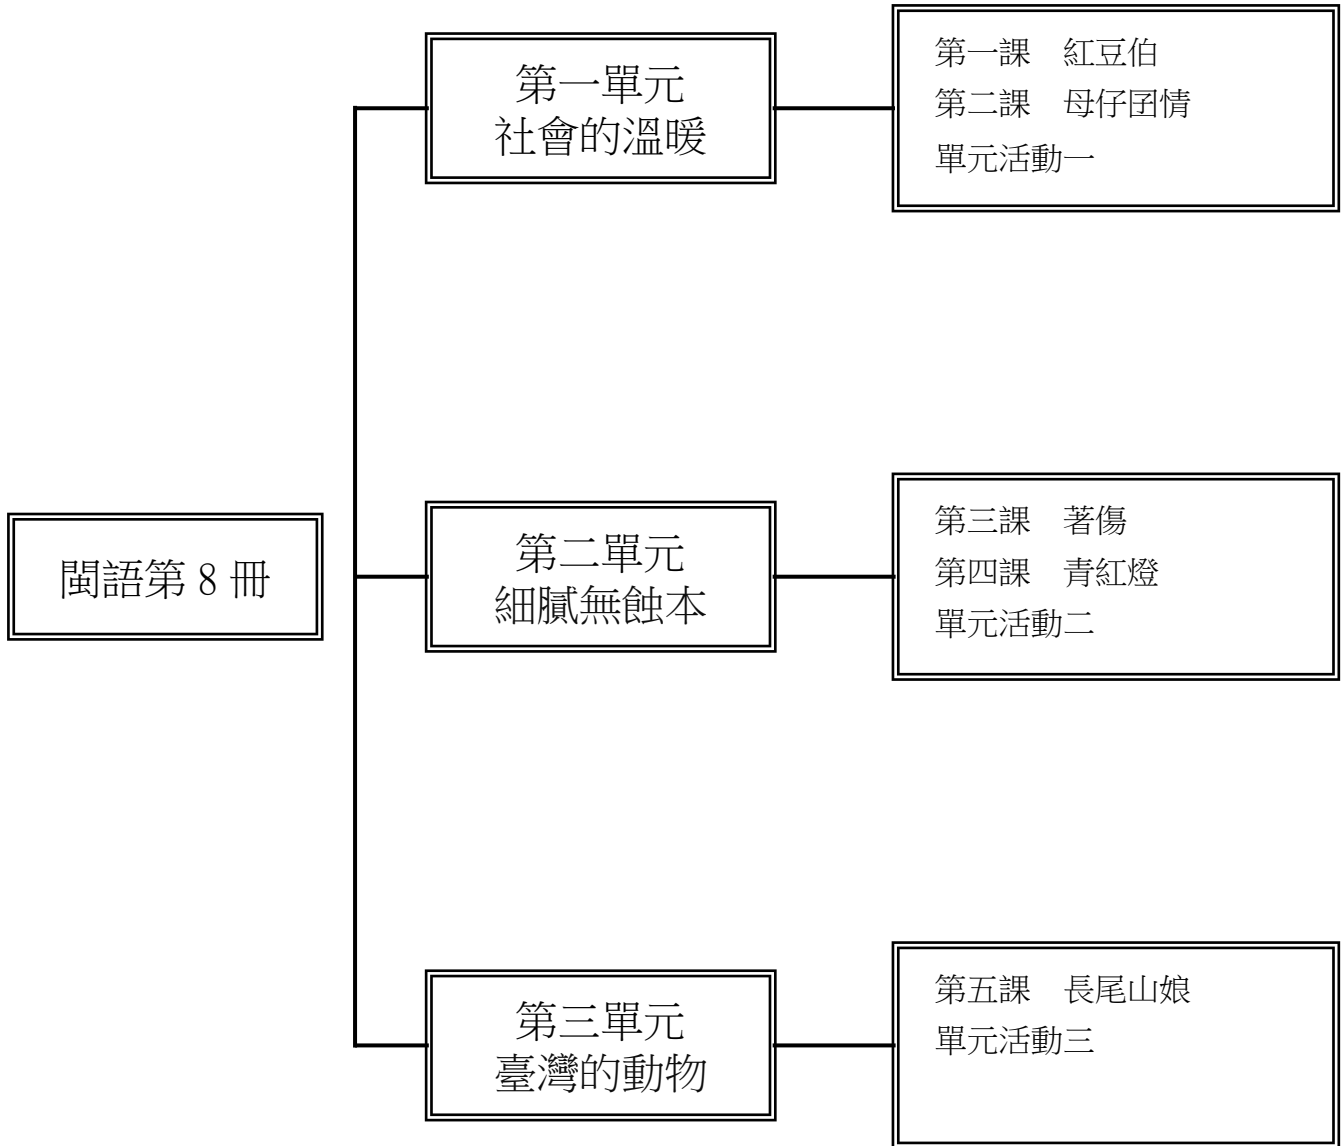 閩語第 8 冊
第一單元
社會的溫暖
第一課　紅豆伯
第二課　母仔囝情
單元活動一
第二單元
細膩無蝕本
第三課　著傷
第四課　青紅燈
單元活動二
第三單元
臺灣的動物
第五課　長尾山娘
單元活動三